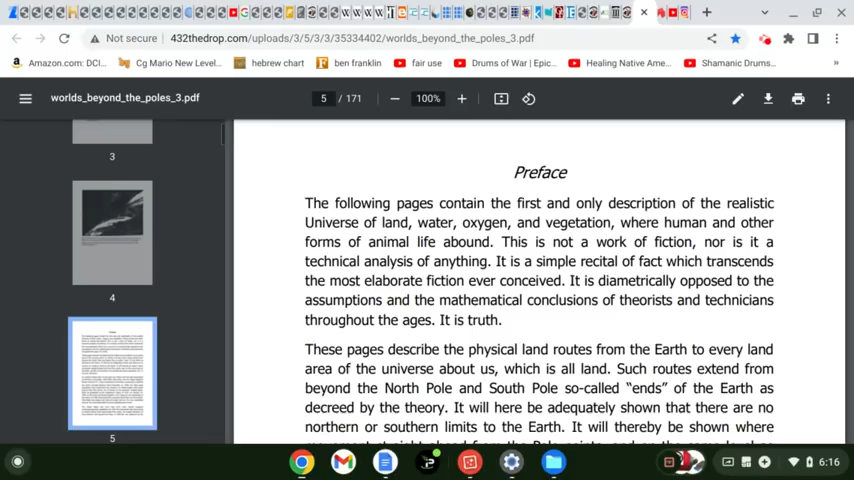 Not secure
432thedrop.com/uploads/3/5/3/3/35334402/worlds_beyond_the_poles_3.pdf
Amazon.com: DCI...
Cg Mario New Level...
hebrew chart
ben franklin
fair use
Drums of War | Epic...
Healing Native Ame...
Shamanic Drums...
»
worlds_beyond_the_poles_3.pdf
5 / 171
100%
3
4
5
Preface
The following pages contain the first and only description of the realistic
Universe of land, water, oxygen, and vegetation, where human and other
forms of animal life abound. This is not a work of fiction, nor is it a
technical analysis of anything. It is a simple recital of fact which transcends
the most elaborate fiction ever conceived. It is diametrically opposed to the
assumptions and the mathematical conclusions of theorists and technicians
throughout the ages. It is truth.
These pages describe the physical land routes from the Earth to every land
area of the universe about us, which is all land. Such routes extend from
beyond the North Pole and South Pole so-called “ends” of the Earth as
decreed by the theory. It will here be adequately shown that there are no
northern or southern limits to the Earth. It will thereby be shown where
6:16